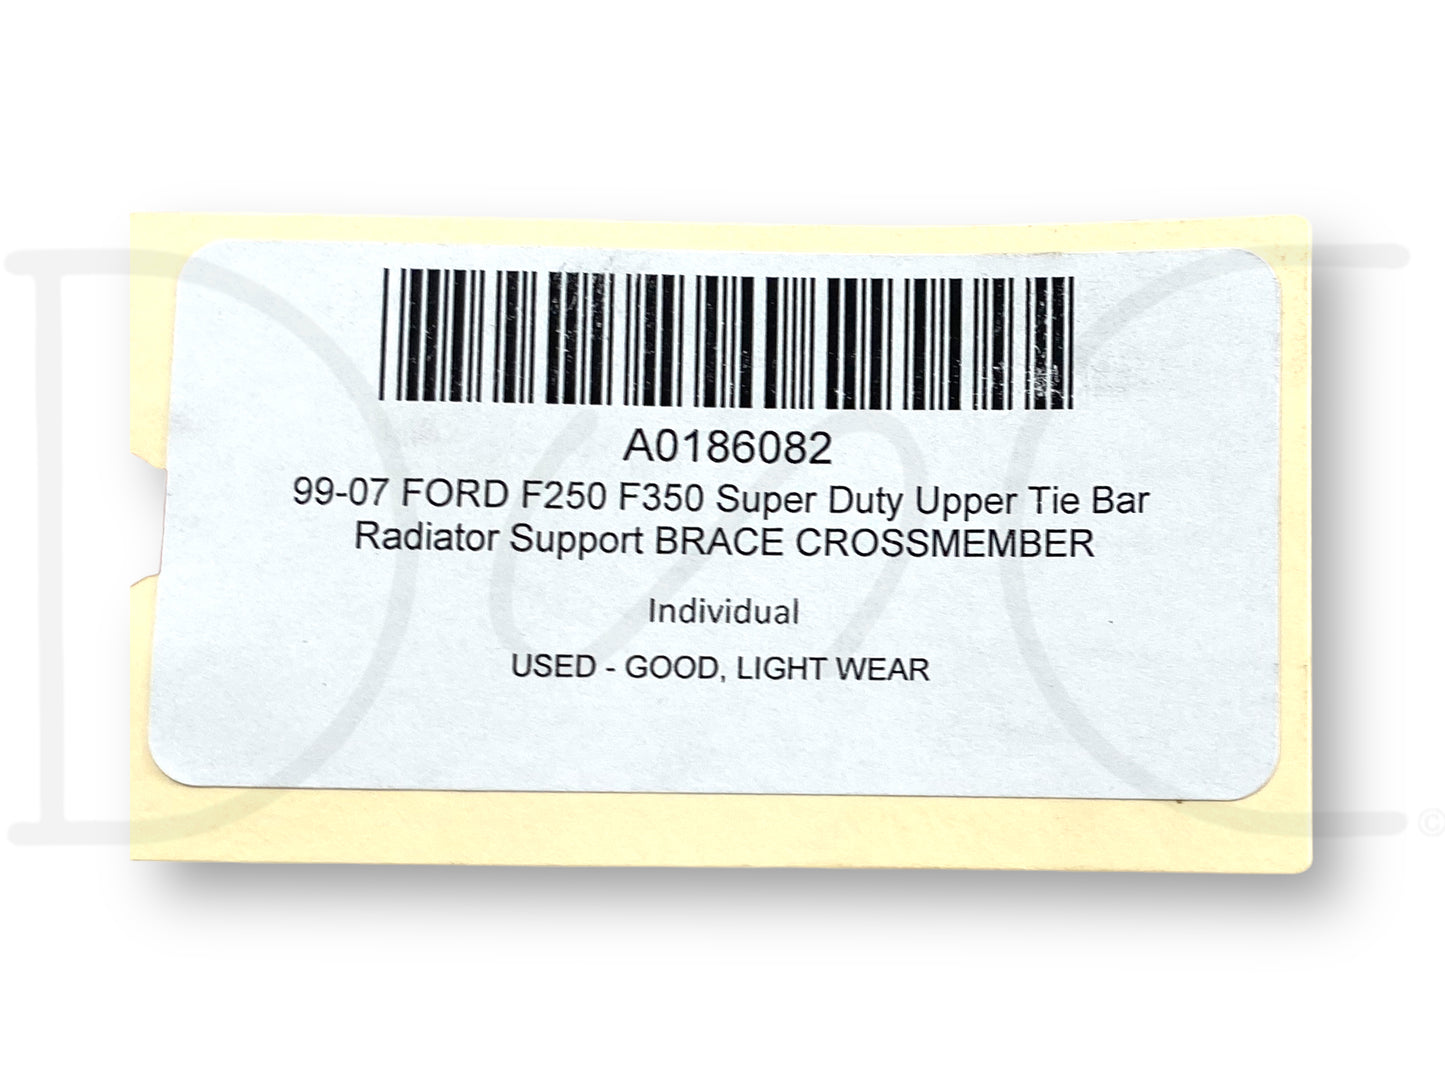 A0186082
99-07 FORD F250 F350 Super Duty Upper Tie Bar
Radiator Support BRACE CROSSMEMBER
Individual
USED - GOOD, LIGHT WEAR
©